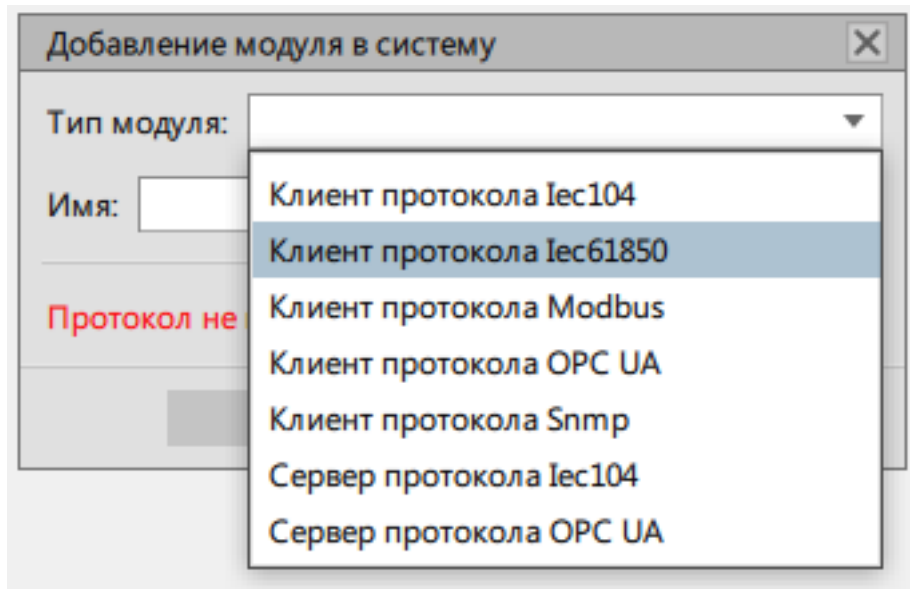 Добавление модуля в систему
Тип модуля:
Имя:
Клиент протокола Iec104
Клиент протокола Iec61850
Клиент протокола Modbus
Протокол не
Клиент протокола OPC UA
Клиент протокола Snmp
Сервер протокола Iec104
Сервер протокола OPC UA